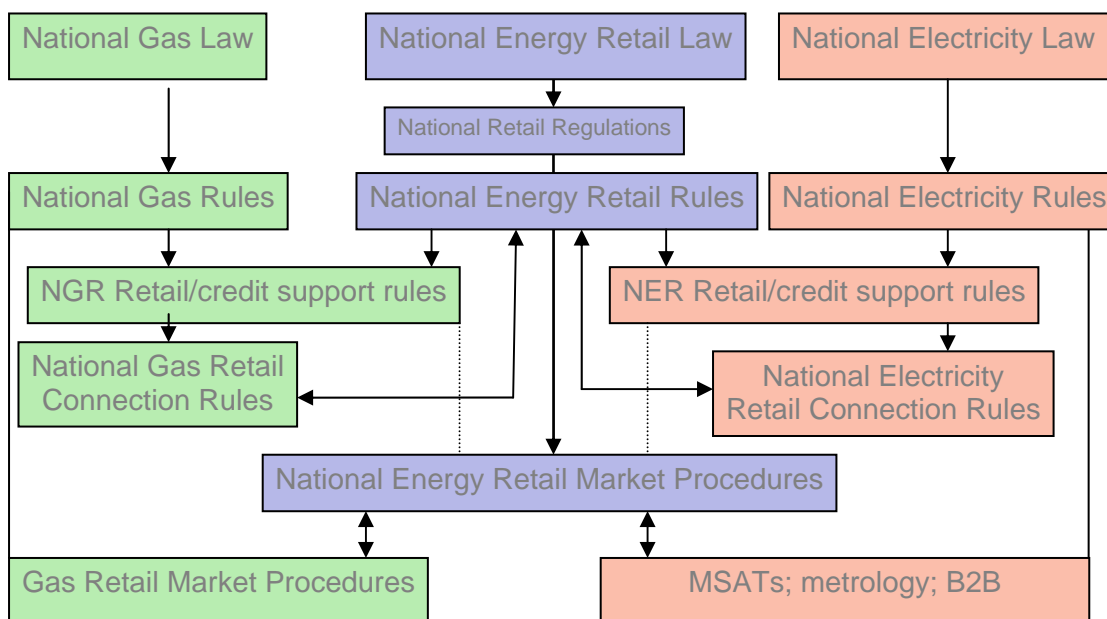 National Gas Law
National Energy Retail Law
National Electricity Law
National Retail Regulations
National Gas Rules
National Energy Retail Rules
National Electricity Rules
NGR Retail/credit support rules
NER Retail/credit support rules
National Gas Retail
Connection Rules
National Electricity
Retail Connection Rules
National Energy Retail Market Procedures
Gas Retail Market Procedures
MSATs; metrology; B2B